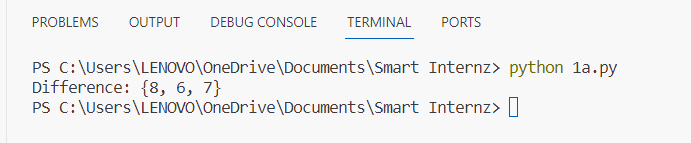 PROBLEMS OUTPUT DEBUG CONSOLE TERMINAL PORTS
PS C:\Users\LENOVO\OneDrive\Documents\Smart Internz> python 1a.py
Difference: {8, 6, 7}
PS C:\Users\LENOVO\OneDrive\Documents\Smart Internz>